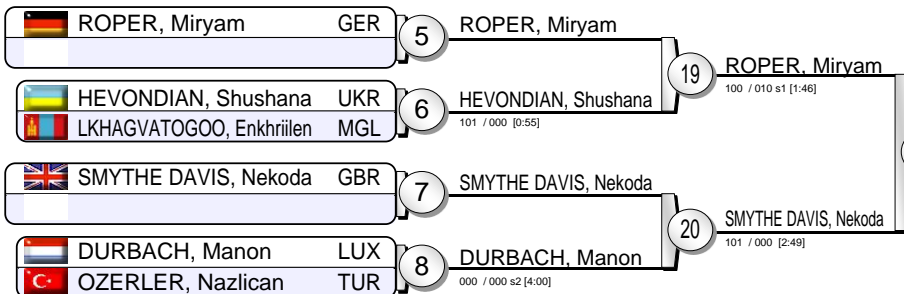 ROPER, Miryam GER
5
ROPER, Miryam
19
ROPER, Miryam
100 / 010 s1 [1:46]
HEVONDIAN, Shushana UKR
LKHAGVATOGOO, Enkhriilen MGL
6
HEVONDIAN, Shushana
101 / 000 [0:55]
SMYTHE DAVIS, Nekoda GBR
7
SMYTHE DAVIS, Nekoda
20
SMYTHE DAVIS, Nekoda
101 / 000 [2:49]
DURBACH, Manon LUX
OZERLER, Nazlican TUR
8
DURBACH, Manon
000 / 000 s2 [4:00]